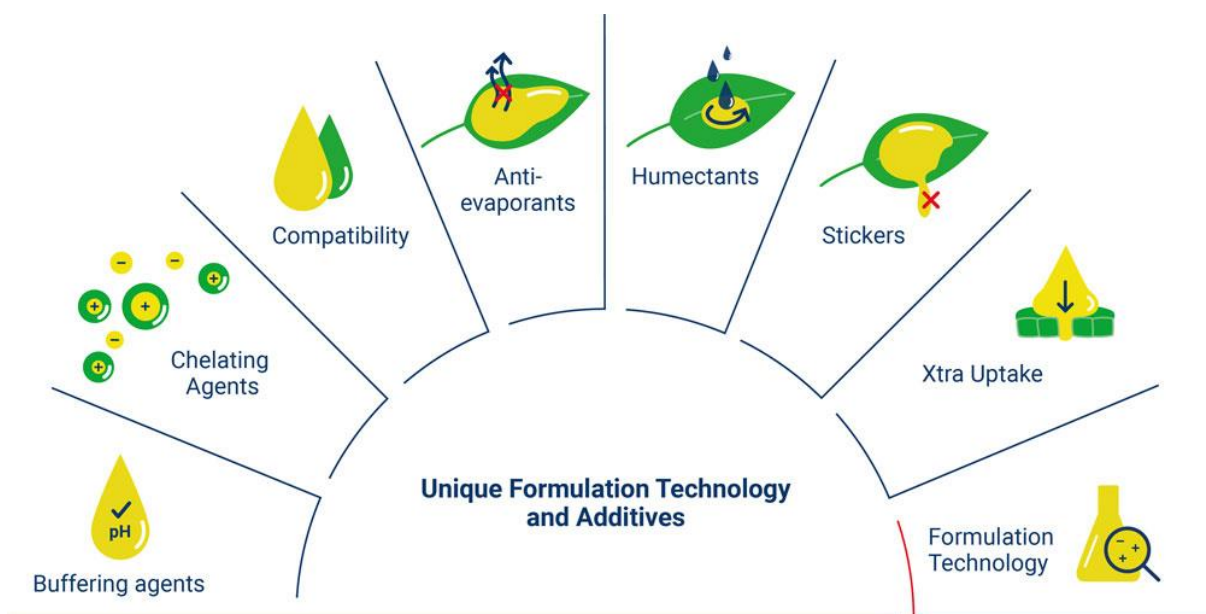 Anti-
evaporants
Humectants
Compatibility
Stickers
Chelating
Agents
Xtra Uptake
Unique Formulation Technology
and Additives
pH
Buffering agents
Formulation
Technology